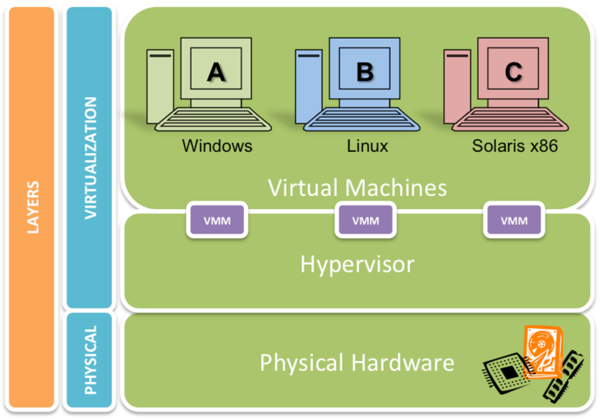 LAYERS
VIRTUALIZATION
A
B
C
Windows
Linux
Solaris x86
Virtual Machines
VMM
VMM
VMM
Hypervisor
PHYSICAL
Physical Hardware